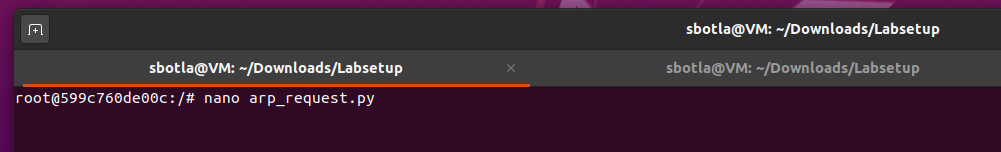 sbotla@VM: ~/Downloads/Labsetup
sbotla@VM: ~/Downloads/Labsetup × sbotla@VM: ~/Downloads/Labsetup
root@599c760de00c:/# nano arp_request.py